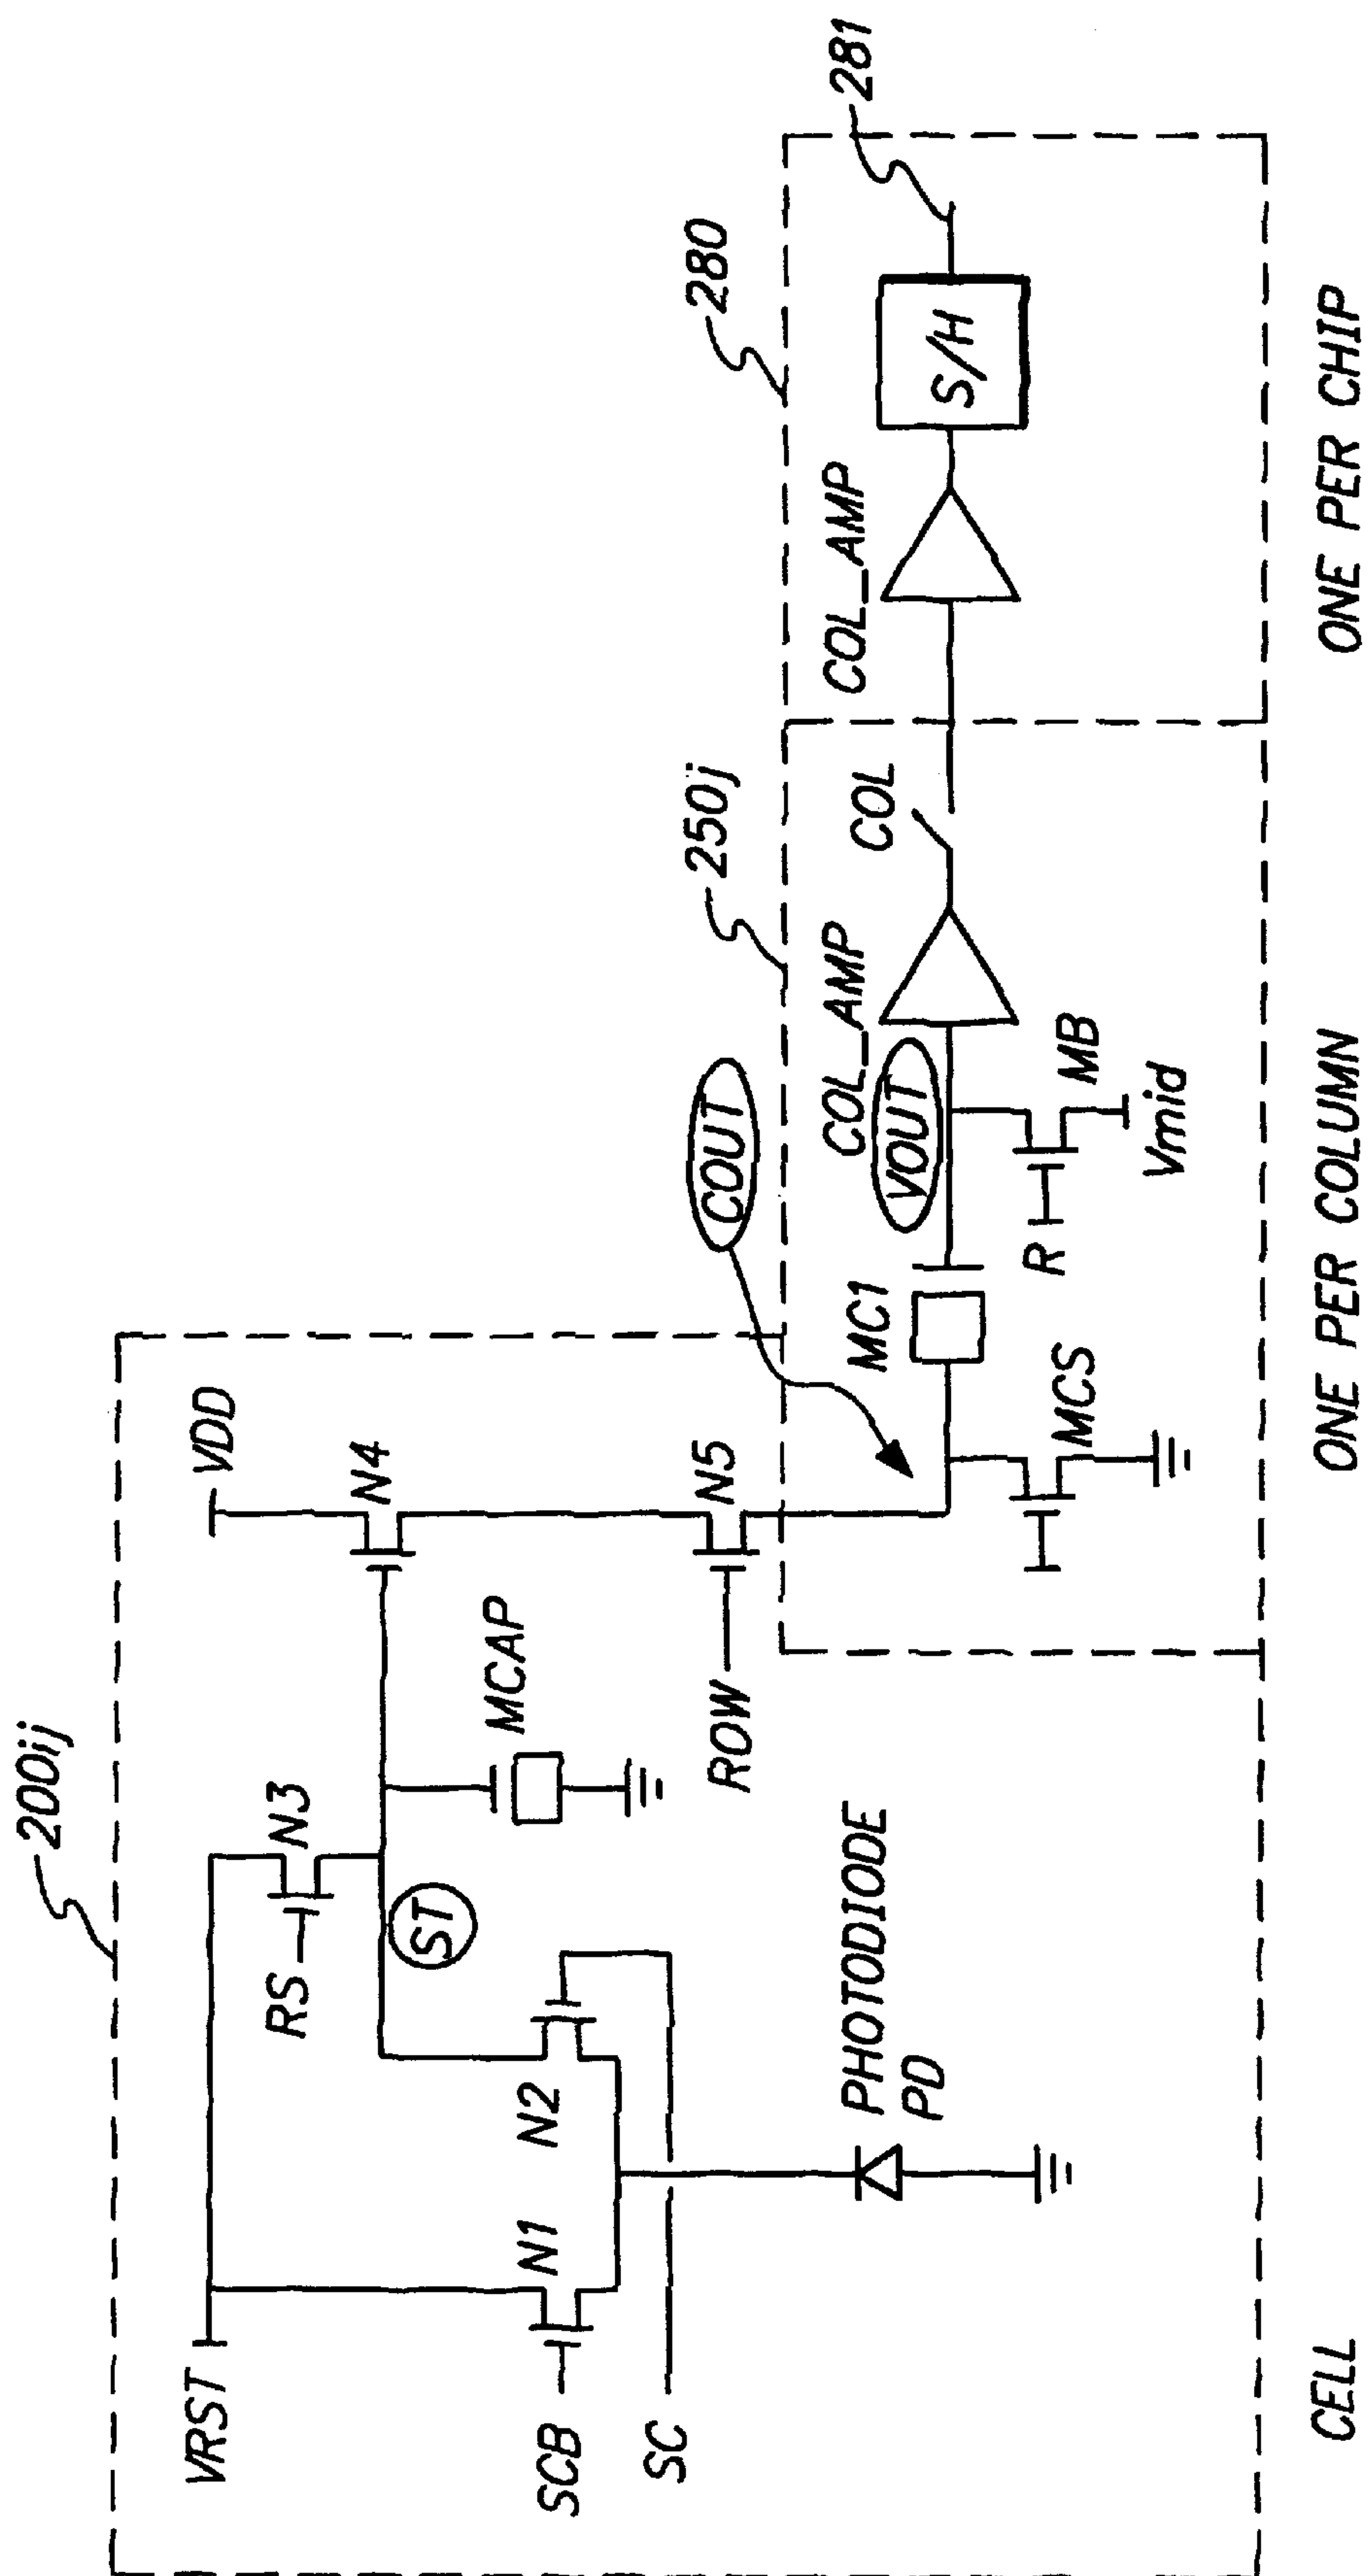 200ij
VRST
RS
N3
VDD
ST
N4
MCAP
SCB
N1
N2
SC
ROW
N5
COUT
250j
280
PHOTODIODE
PD
MC1
COL_AMP
VOUT
COL
COL_AMP
281
S/H
MCS
R
MB
Vmid
CELL
ONE PER COLUMN
ONE PER CHIP